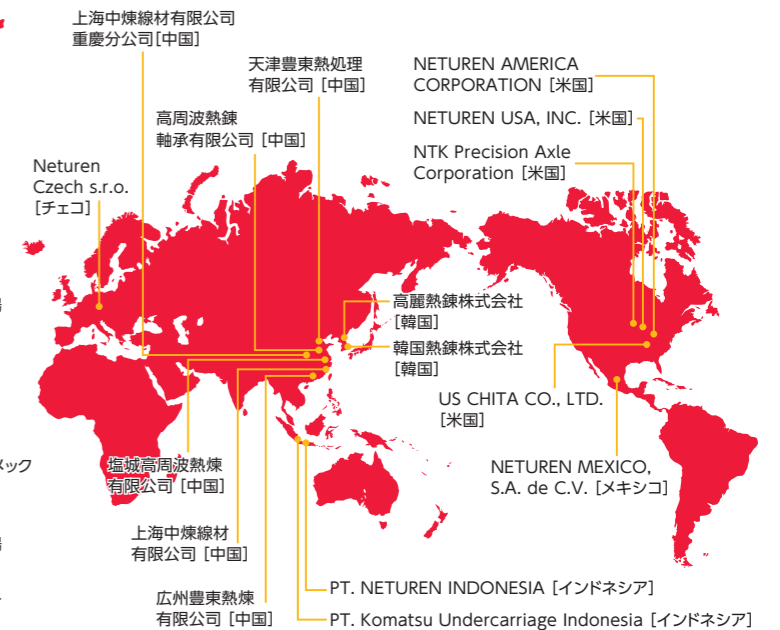 上海中煉線材有限公司
重慶分公司[中国]
天津豊東熱処理
有限公司 [中国]
高周波熱錬
軸承有限公司 [中国]
Neturen
Czech s.r.o.
[チェコ]
NETUREN AMERICA
CORPORATION [米国]
NETUREN USA, INC. [米国]
NTK Precision Axle
Corporation [米国]
高麗熱錬株式会社
[韓国]
韓国熱錬株式会社
[韓国]
US CHITA CO., LTD.
[米国]
NETUREN MEXICO,
S.A. de C.V. [メキシコ]
メック
塩城高周波熱煉
有限公司 [中国]
上海中煉線材
有限公司 [中国]
広州豊東熱煉
有限公司 [中国]
PT. NETUREN INDONESIA [インドネシア]
PT. Komatsu Undercarriage Indonesia [インドネシア]